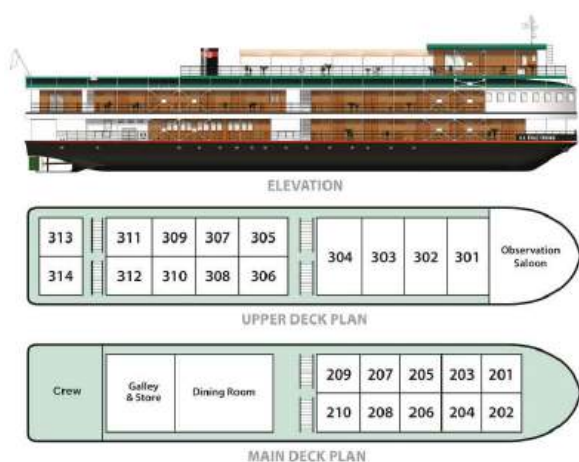 ELEVATION
313 311 309 307 305
304 303 302 301
Observation
Saloon
314 312 310 308 306
UPPER DECK PLAN
209 207 205 203 201
Crew
Galley
& Store
Dining Room
210 208 206 204 202
MAIN DECK PLAN